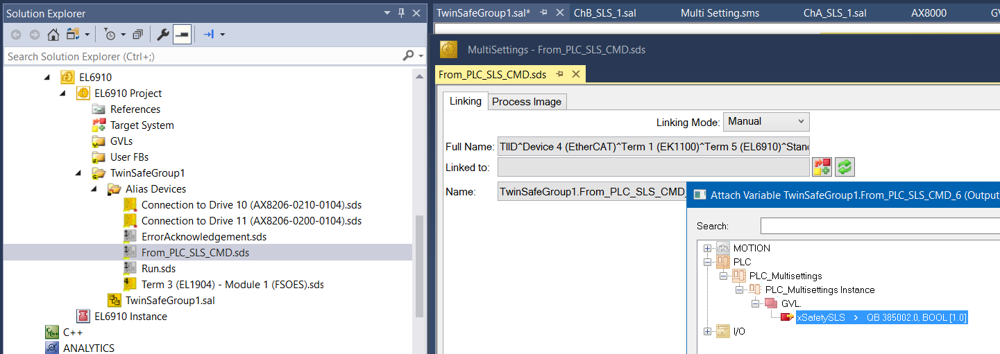 Solution Explorer
Search Solution Explorer (Ctrl+;)
EL6910
EL6910 Project
References
Target System
GVLs
User FBs
TwinSafeGroup1
Alias Devices
Connection to Drive 10 (AX8206-0210-0104).sds
Connection to Drive 11 (AX8206-0200-0104).sds
ErrorAcknowledgement.sds
From_PLC_SLS_CMD.sds
Run.sds
Term 3 (EL1904) - Module 1 (FSOES).sds
TwinSafeGroup1.sal
EL6910 Instance
C++
ANALYTICS
TwinSafeGroup1.sal* ChB_SLS_1.sal Multi Setting.sms ChA_SLS_1.sal AX8000 GV
MultiSettings - From_PLC_SLS_CMD.sds
From_PLC_SLS_CMD.sds
Linking Process Image
Linking Mode: Manual
Full Name: TIID^Device 4 (EtherCAT)^Term 1 (EK1100)^Term 5 (EL6910)^Stand
Linked to:
Name: TwinSafeGroup1.From_PLC_SLS_CMD_
Attach Variable TwinSafeGroup1.From_PLC_SLS_CMD_6 (Output
Search:
MOTION
PLC
PLC_Multisettings
PLC_Multisettings Instance
GVL.
xSafetySLS > QB 385002.0, BOOL [1.0]
I/O